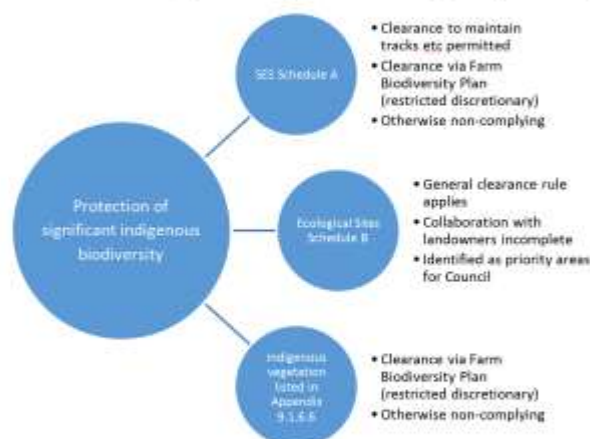 SES Schedule A
• Clearance to maintain
tracks etc permitted
• Clearance via Farm
Biodiversity Plan
(restricted discretionary)
• Otherwise non-complying
Protection of
significant indigenous
biodiversity
Ecological Sites
Schedule B
• General clearance rule
applies
• Collaboration with
landowners incomplete
• Identified as priority areas
for Council
Indigenous
vegetation
listed in
Appendix
9.1.6.6
• Clearance via Farm
Biodiversity Plan
(restricted discretionary)
• Otherwise non-complying